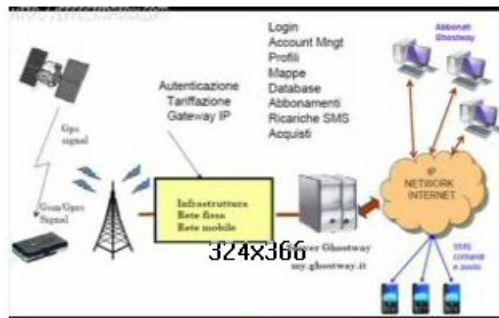 Login
Account Mngt
Profili
Mappe
Database
Abbonamenti
Ricariche SMS
Acquisti
Abbonati
Ghostway
Autenticazione
Tariffazione
Gateway IP
Gps
signal
Gsm/Gprs
Signal
Infrastruttura
Rete fissa
Rete mobile
IP
NETWORK
INTERNET
324x366
Server Ghostway
my.ghostway.it
SMS
comandi
e